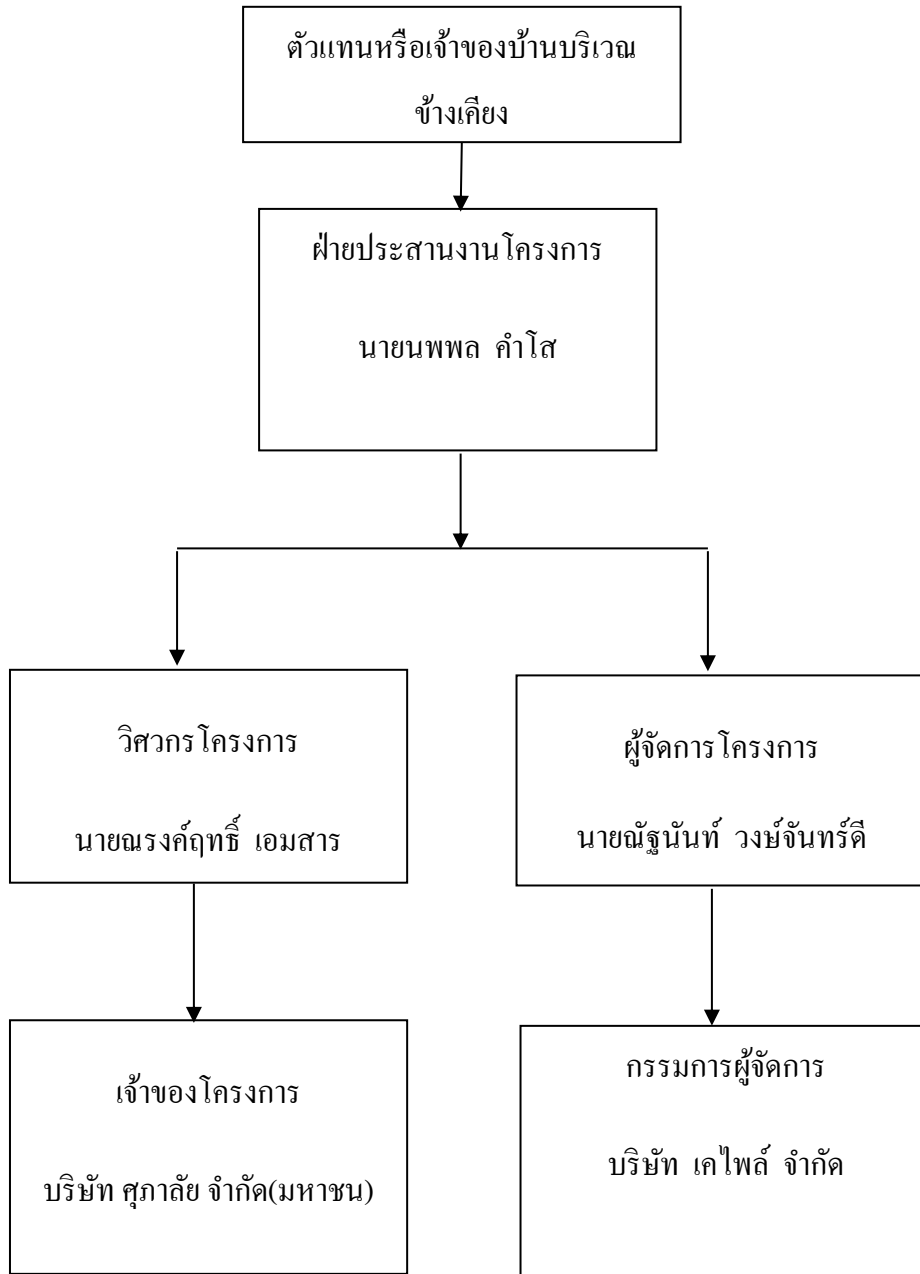 ตัวแทนหรือเจ้าของบ้านบริเวณ
ข้างเคียง
ฝ่ายประสานงานโครงการ
นายนพพล คำโส
วิศวกรโครงการ
นายณรงค์ฤทธิ์ เอมสาร
ผู้จัดการโครงการ
นายณัฐนันท์ วงษ์จันทร์ดี
เจ้าของโครงการ
บริษัท ศุภาลัย จำกัด(มหาชน)
กรรมการผู้จัดการ
บริษัท เคไพล์ จำกัด